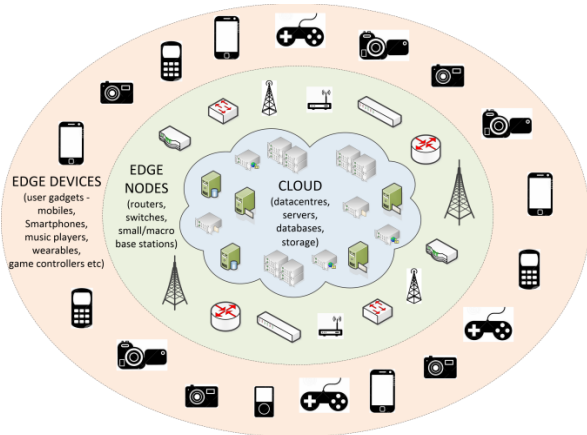 EDGE DEVICES
(user gadgets -
mobiles,
Smartphones,
music players,
wearables,
game controllers etc)
EDGE
NODES
(routers,
switches,
small/macro
base stations)
CLOUD
(datacentres,
servers,
databases,
storage)